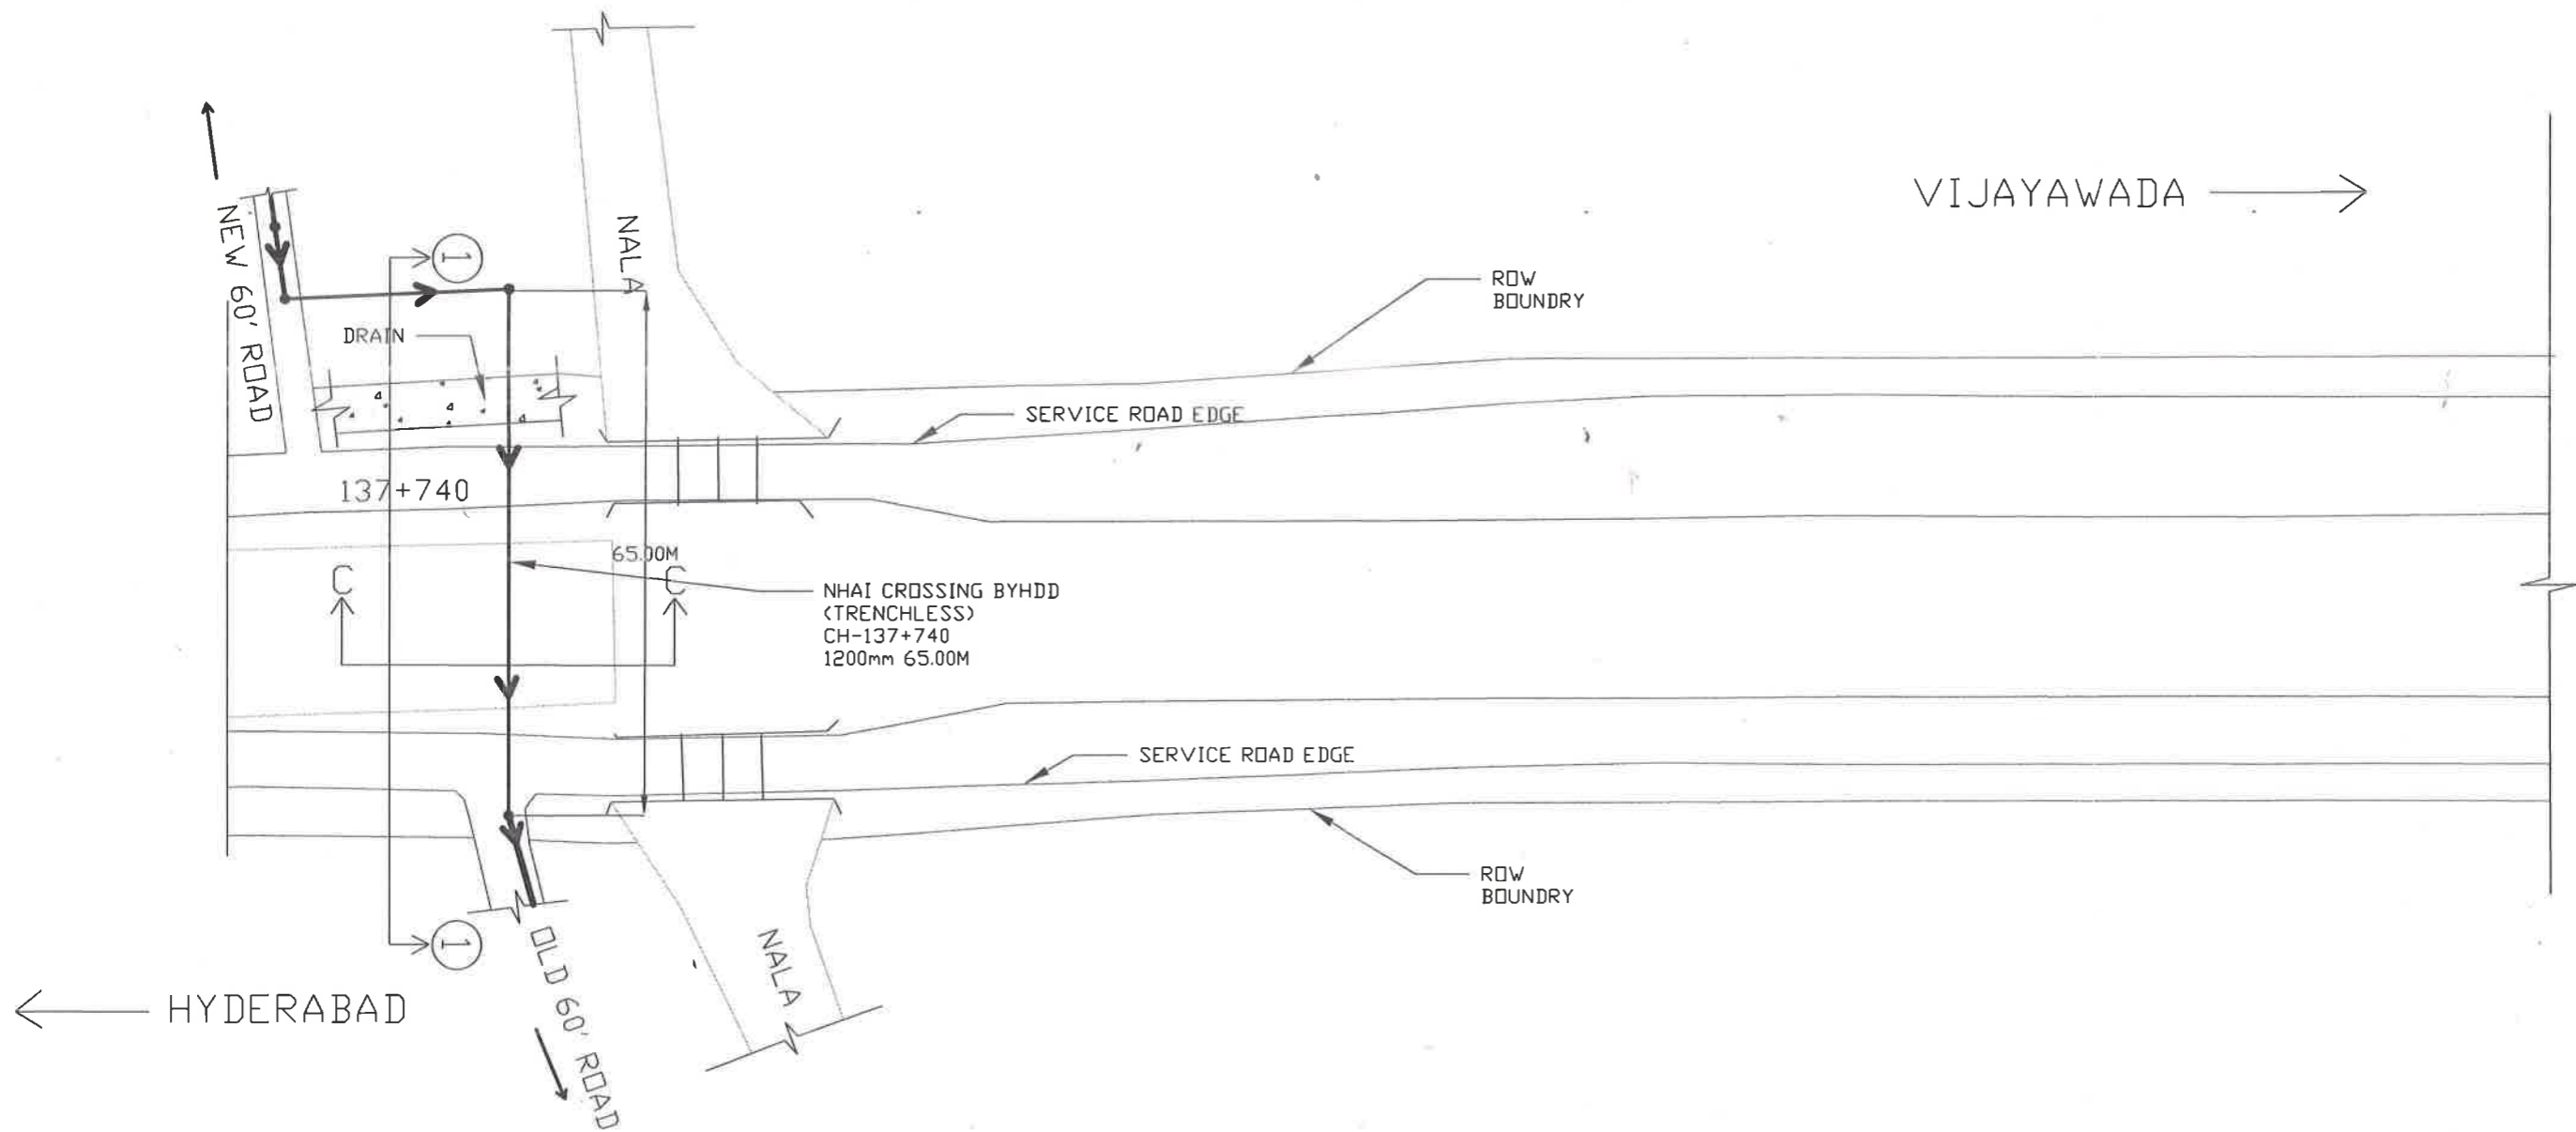 NALA
VIJAYAWADA
NEW 60' ROAD
1
ROW
BOUNDRY
DRAIN
SERVICE ROAD EDGE
137+740
65.00M
C
C
NHAI CROSSING BYHDD
(TRENCHLESS)
CH-137+740
1200mm 65.00M
SERVICE ROAD EDGE
ROW
BOUNDRY
1
OLD 60' ROAD
NALA
HYDERABAD